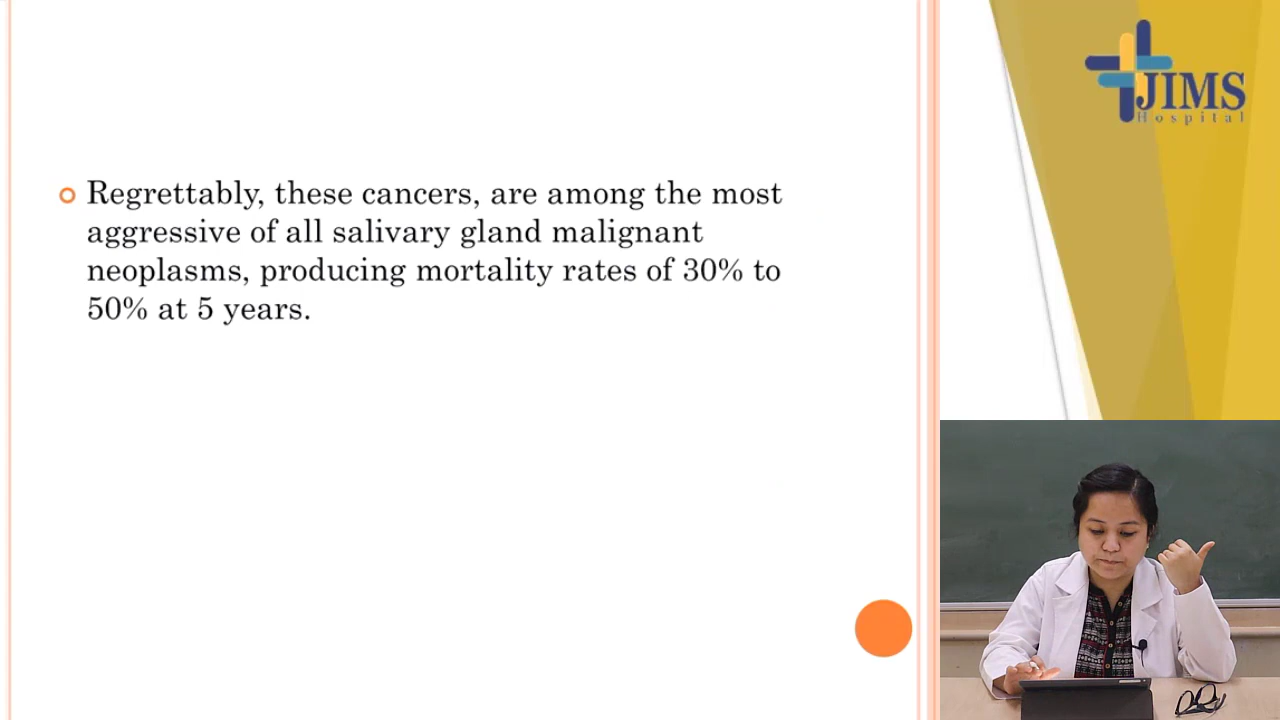 Regrettably, these cancers, are among the most
aggressive of all salivary gland malignant
neoplasms, producing mortality rates of 30% to
50% at 5 years.
JIMS
Hospital